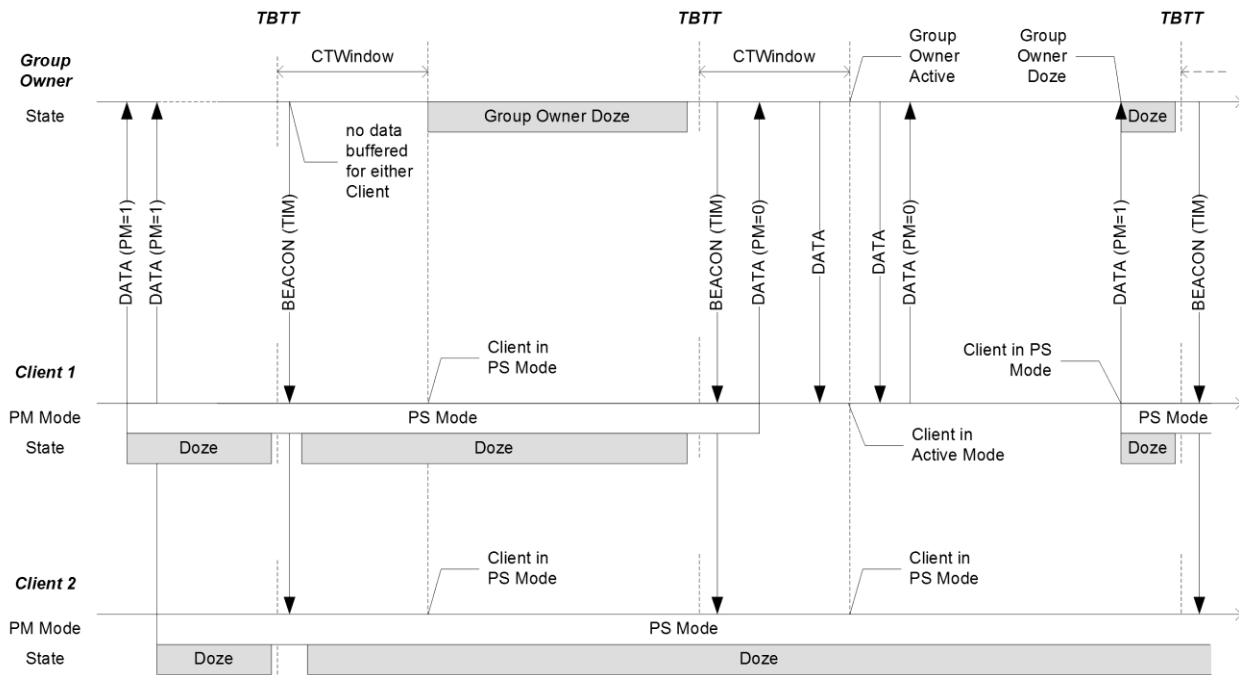 TBTT
TBTT
TBTT
Group
Owner
CTWindow
CTWindow
Group
Owner
Active
Group
Owner
Doze
State
Group Owner Doze
Doze
no data
buffered
for either
Client
DATA (PM=1)
DATA (PM=1)
BEACON (TIM)
BEACON (TIM)
DATA (PM=0)
DATA
DATA
DATA (PM=0)
DATA (PM=1)
BEACON (TIM)
Client 1
Client in
PS Mode
Client in PS
Mode
PM Mode
PS Mode
PS Mode
State
Doze
Doze
Client in
Active Mode
Doze
Client 2
Client in
PS Mode
Client in
PS Mode
PM Mode
PS Mode
State
Doze
Doze